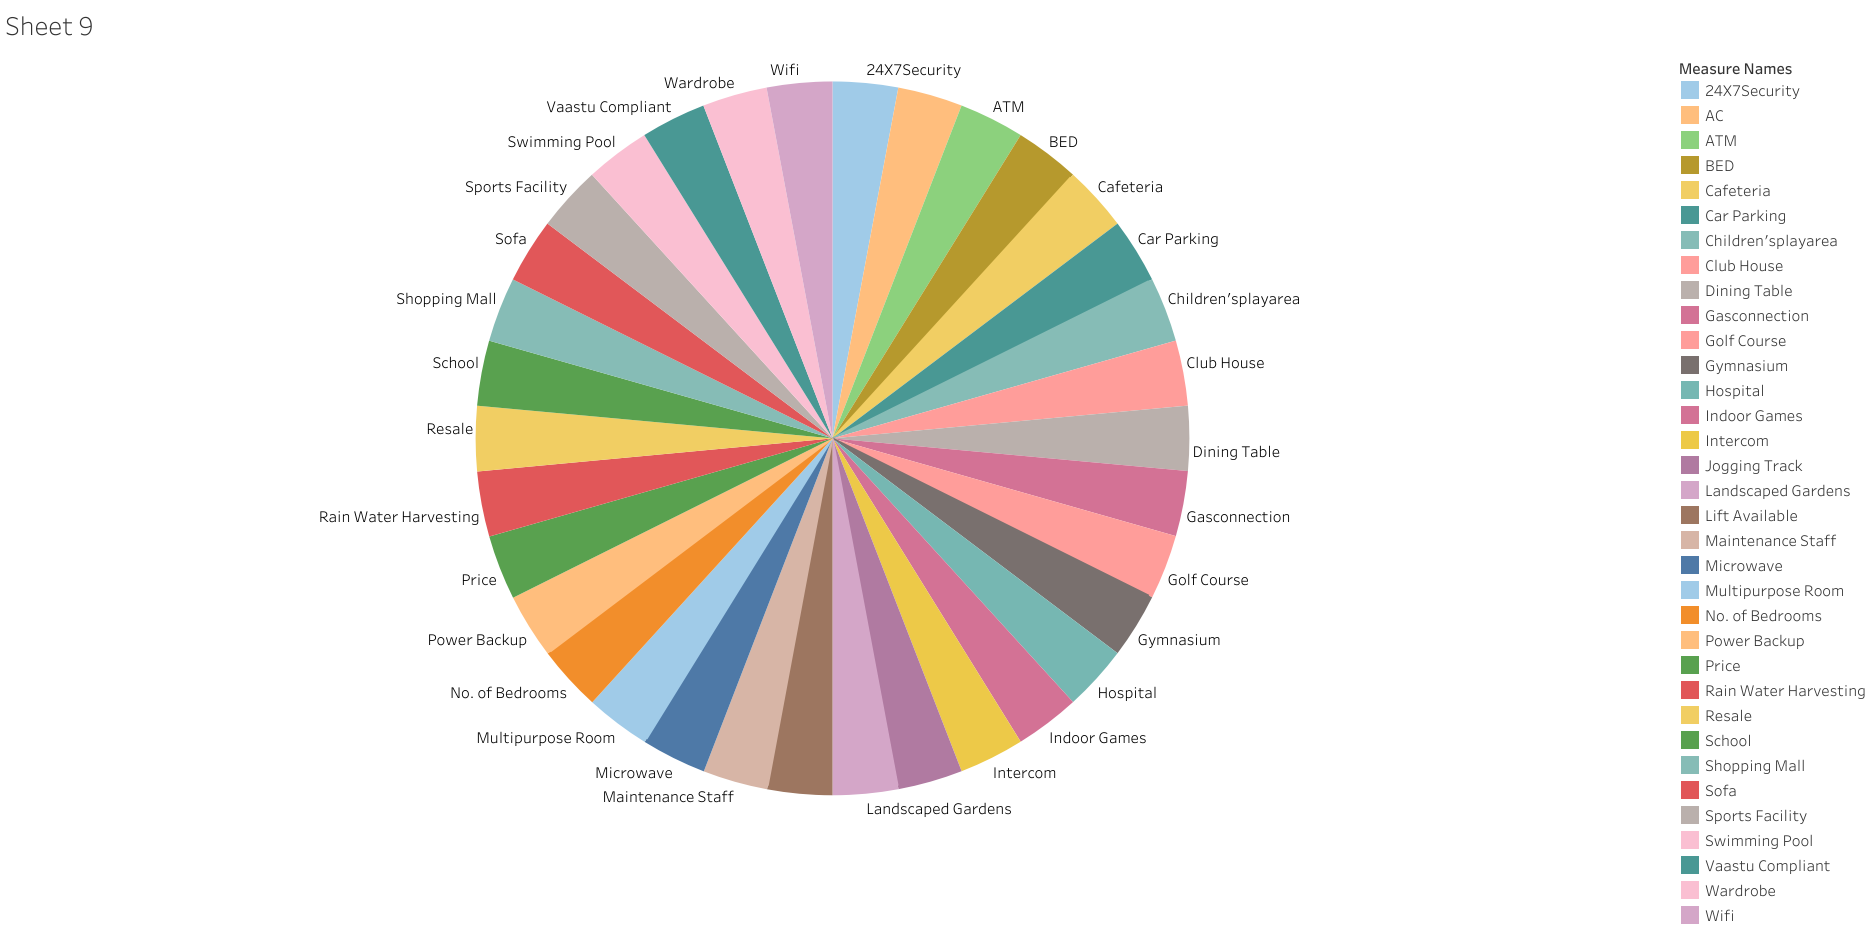 Sheet 9
Wifi
24X7Security
Wardrobe
ATM
Vaastu Compliant
BED
Swimming Pool
Cafeteria
Sports Facility
Car Parking
Sofa
Children'splayarea
Shopping Mall
Club House
School
Dining Table
Resale
Gasconnection
Rain Water Harvesting
Golf Course
Price
Gymnasium
Power Backup
Hospital
No. of Bedrooms
Indoor Games
Multipurpose Room
Intercom
Microwave
Landscaped Gardens
Maintenance Staff
Measure Names
24X7Security
AC
ATM
BED
Cafeteria
Car Parking
Children'splayarea
Club House
Dining Table
Gasconnection
Golf Course
Gymnasium
Hospital
Indoor Games
Intercom
Jogging Track
Landscaped Gardens
Lift Available
Maintenance Staff
Microwave
Multipurpose Room
No. of Bedrooms
Power Backup
Price
Rain Water Harvesting
Resale
School
Shopping Mall
Sofa
Sports Facility
Swimming Pool
Vaastu Compliant
Wardrobe
Wifi